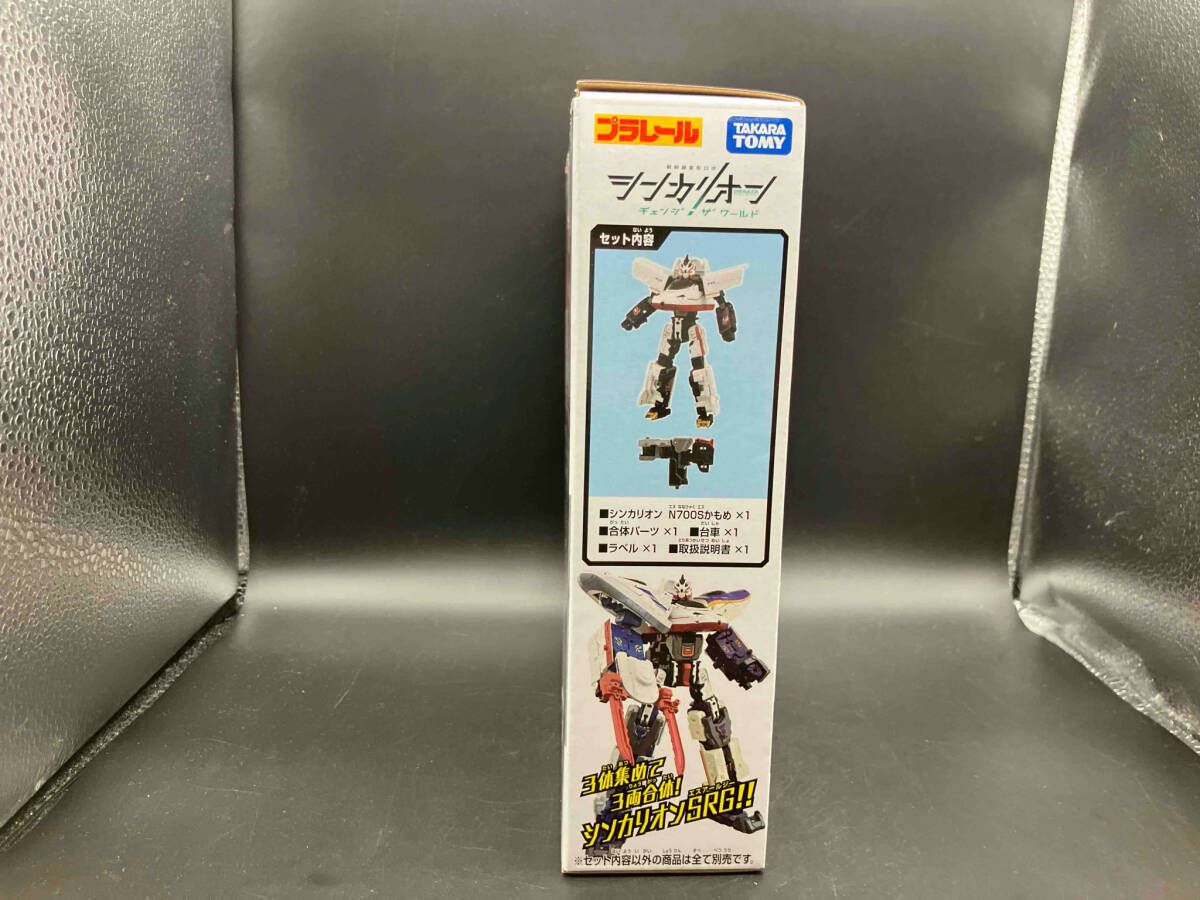 プラレール
TAKARA TOMY
新幹線変形ロボ
シンカリオン
チェンジ ザ ワールド
セット内容
■シンカリオン N700Sかもめ ×1
■合体パーツ ×1 ■台車 ×1
■ラベル ×1 ■取扱説明書 ×1
3体集めて
3両合体!
シンカリオンSRG!!
※セット内容以外の商品は全て別売です。